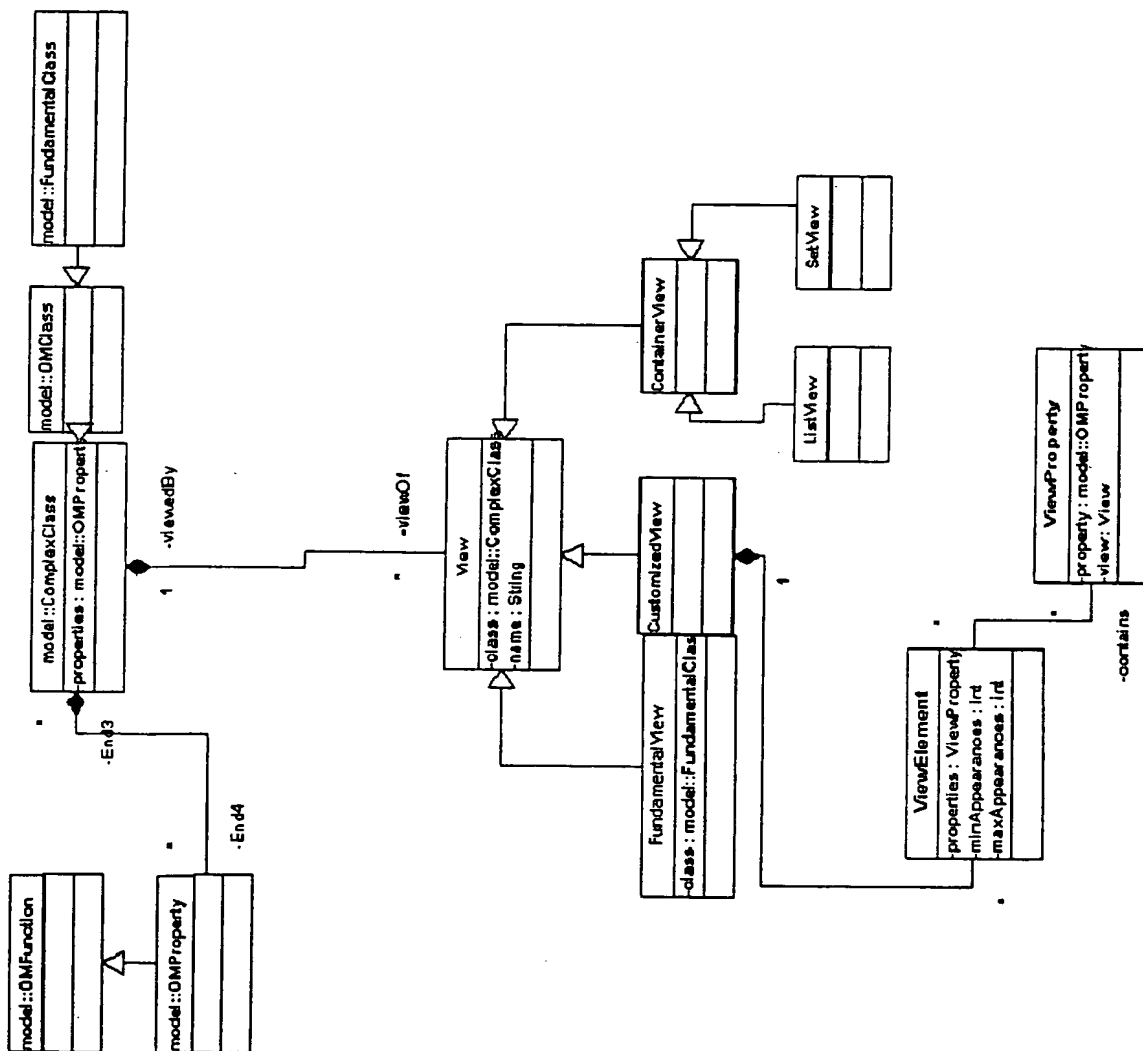 model::OMFunction
model::OMProperty
-End4
*
-End3
*
model::ComplexClass
-properties : model::OMProperty
model::OMClass
model::FundamentalClass
1
-viewedBy
*
-viewOf
View
-class : model::ComplexClass
-name : String
FundamentalView
-class : model::FundamentalClas
CustomizedView
1
ContainerView
ListView
SetView
*
ViewElement
-properties : ViewProperty
-minAppearances : Int
-maxAppearances : Int
*
*
-contains
ViewProperty
-property : model::OMProperty
-view : View